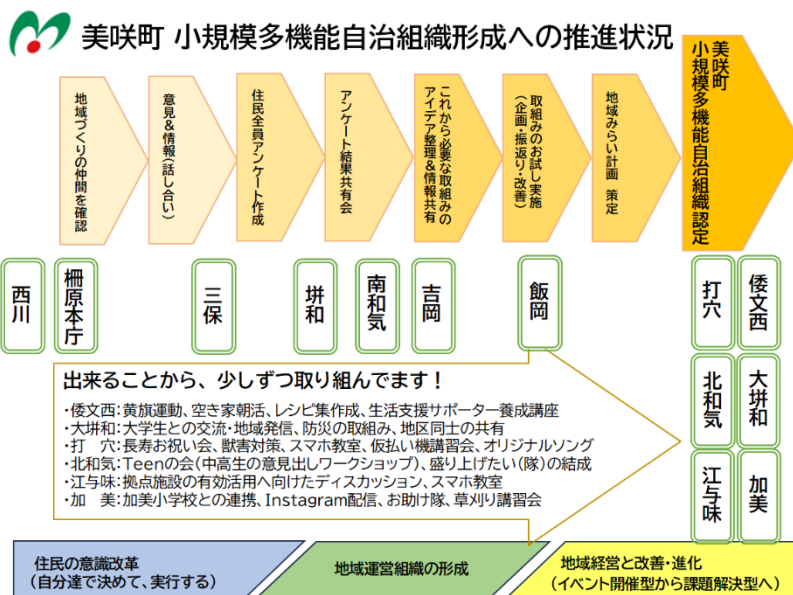 美咲町 小規模多機能自治組織形成への推進状況
地域づくりの仲間を確認
意見&情報(話し合い)
住民全員アンケート作成
アンケート結果共有会
これから必要な取組みの
アイデア整理&情報共有
取組みのお試し実施
(企画・振返り・改善)
地域みらい計画 策定
美咲町
小規模多機能自治組織認定
西川
柵原本庁
三保
垪和
南和気
吉岡
飯岡
打穴
倭文西
北和気
大垪和
江与味
加美
出来ることから、少しずつ取り組んでます！
・倭文西:黄旗運動、空き家朝活、レシピ集作成、生活支援サポーター養成講座
・大垪和:大学生との交流・地域発信、防災の取組み、地区同士の共有
・打　穴:長寿お祝い会、獣害対策、スマホ教室、仮払い機講習会、オリジナルソング
・北和気:Teenの会(中高生の意見出しワークショップ)、盛り上げたい(隊)の結成
・江与味:拠点施設の有効活用へ向けたディスカッション、スマホ教室
・加　美:加美小学校との連携、Instagram配信、お助け隊、草刈り講習会
住民の意識改革
(自分達で決めて、実行する)
地域運営組織の形成
地域経営と改善・進化
(イベント開催型から課題解決型へ)